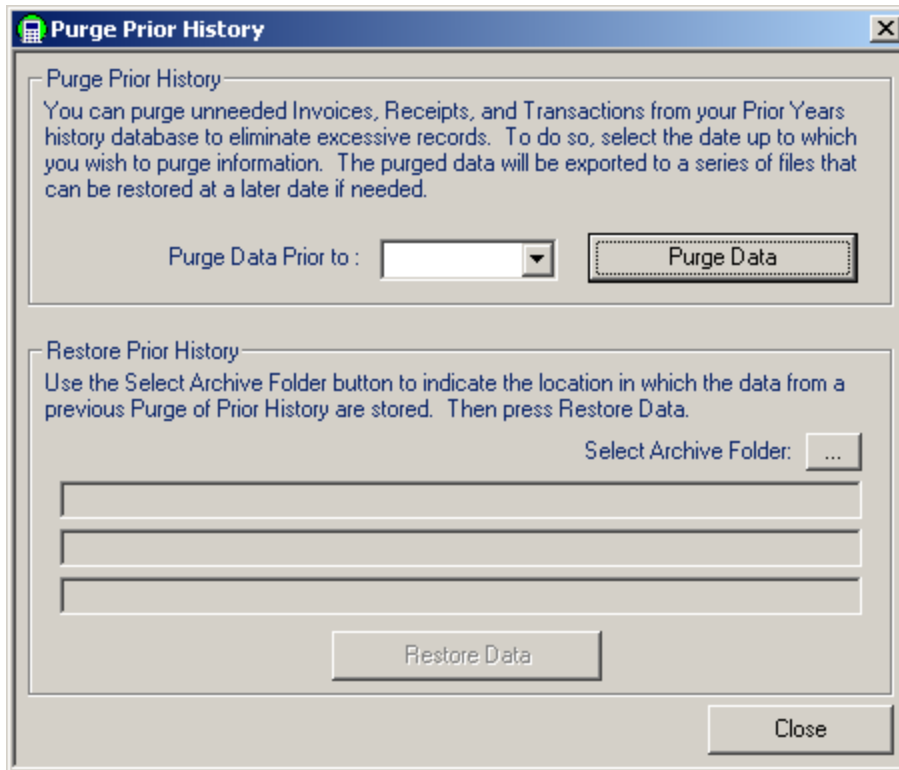 Purge Prior History
Purge Prior History
You can purge unneeded Invoices, Receipts, and Transactions from your Prior Years
history database to eliminate excessive records.  To do so, select the date up to which
you wish to purge information.  The purged data will be exported to a series of files that
can be restored at a later date if needed.
Purge Data Prior to : Purge Data
Restore Prior History
Use the Select Archive Folder button to indicate the location in which the data from a
previous Purge of Prior History are stored.  Then press Restore Data.
Select Archive Folder: ...
Restore Data
Close